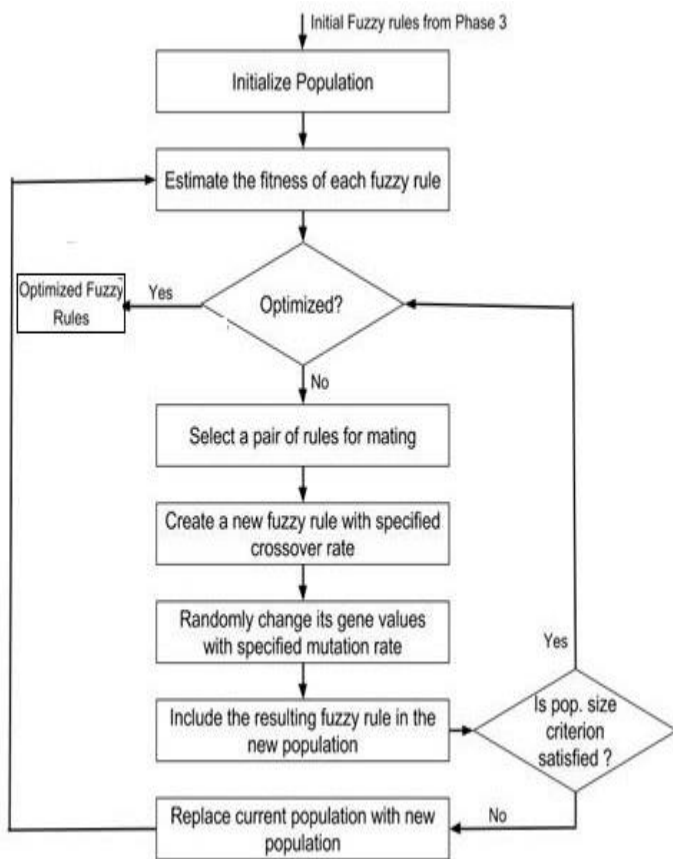 Initial Fuzzy rules from Phase 3
Initialize Population
Estimate the fitness of each fuzzy rule
Optimized Fuzzy
Rules
Yes
Optimized?
No
Select a pair of rules for mating
Create a new fuzzy rule with specified
crossover rate
Randomly change its gene values
with specified mutation rate
Yes
Include the resulting fuzzy rule in the
new population
Is pop. size
criterion
satisfied ?
No
Replace current population with new
population